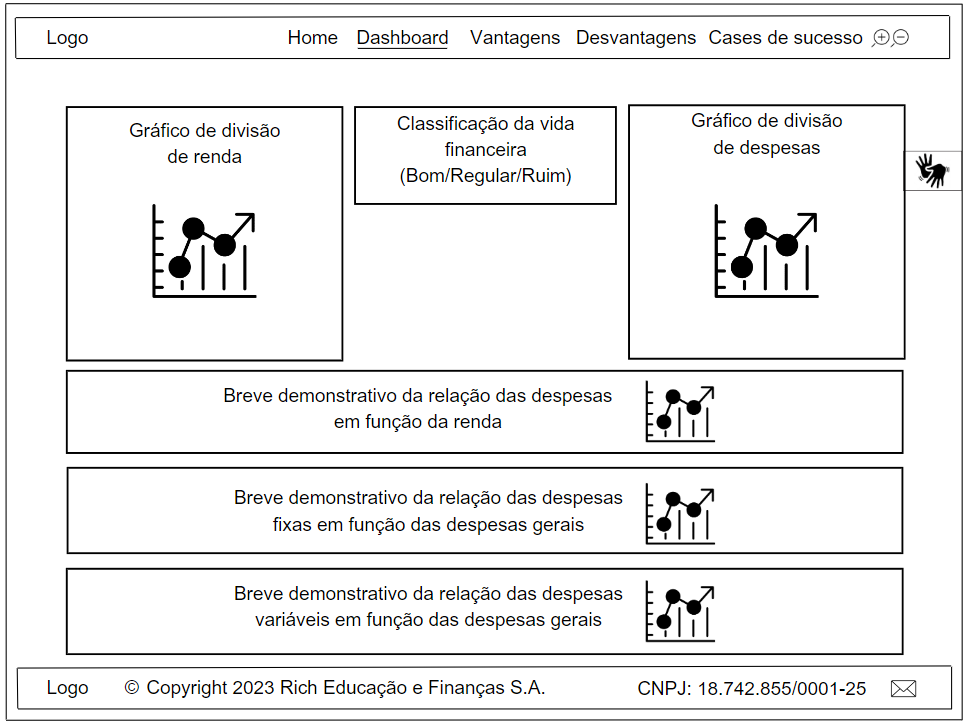 Logo
Home Dashboard Vantagens Desvantagens Cases de sucesso
Gráfico de divisão
de renda
Classificação da vida
financeira
(Bom/Regular/Ruim)
Gráfico de divisão
de despesas
Breve demonstrativo da relação das despesas
em função da renda
Breve demonstrativo da relação das despesas
fixas em função das despesas gerais
Breve demonstrativo da relação das despesas
variáveis em função das despesas gerais
Logo
© Copyright 2023 Rich Educação e Finanças S.A.
CNPJ: 18.742.855/0001-25